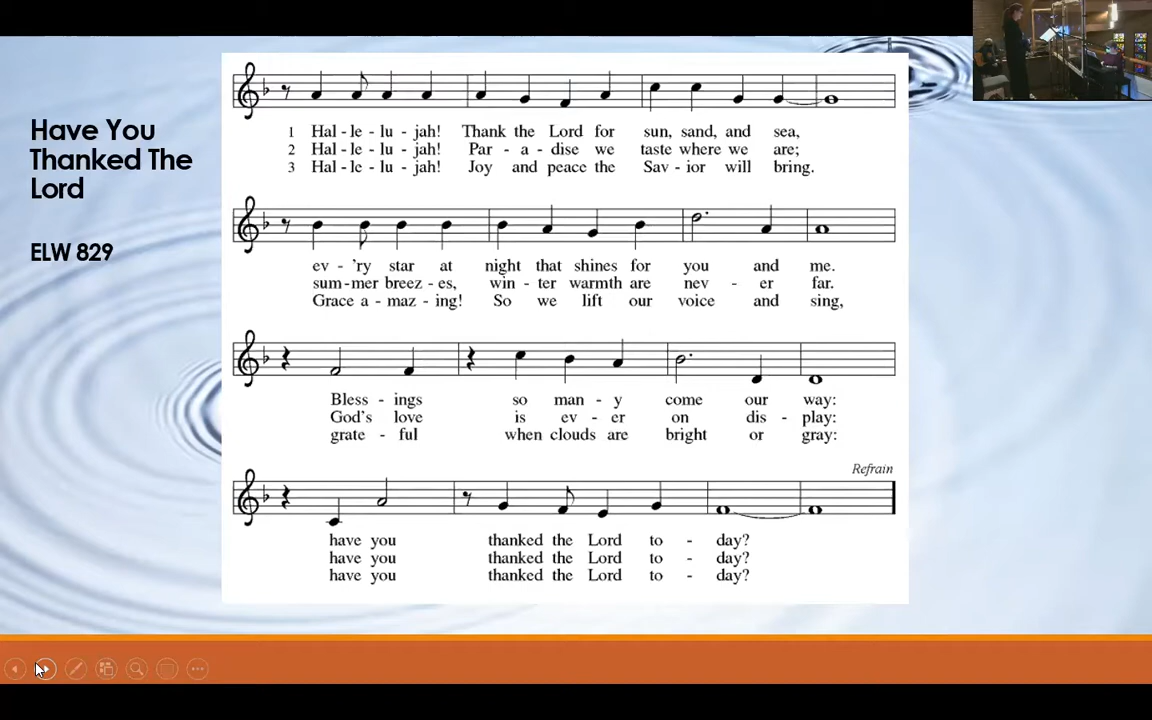 Have You
Thanked The
Lord
ELW 829
1 Hal - le - lu - jah! Thank the Lord for sun, sand, and sea,
2 Hal - le - lu - jah! Par - a - dise we taste where we are;
3 Hal - le - lu - jah! Joy and peace the Sav - ior will bring.
ev - 'ry star at night that shines for you and me.
sum - mer breez - es, win - ter warmth are nev - er far.
Grace a - maz - ing! So we lift our voice and sing,
Bless - ings so man - y come our way:
God's love is ev - er on dis - play:
grate - ful when clouds are bright or gray:
Refrain
have you thanked the Lord to - day?
have you thanked the Lord to - day?
have you thanked the Lord to - day?